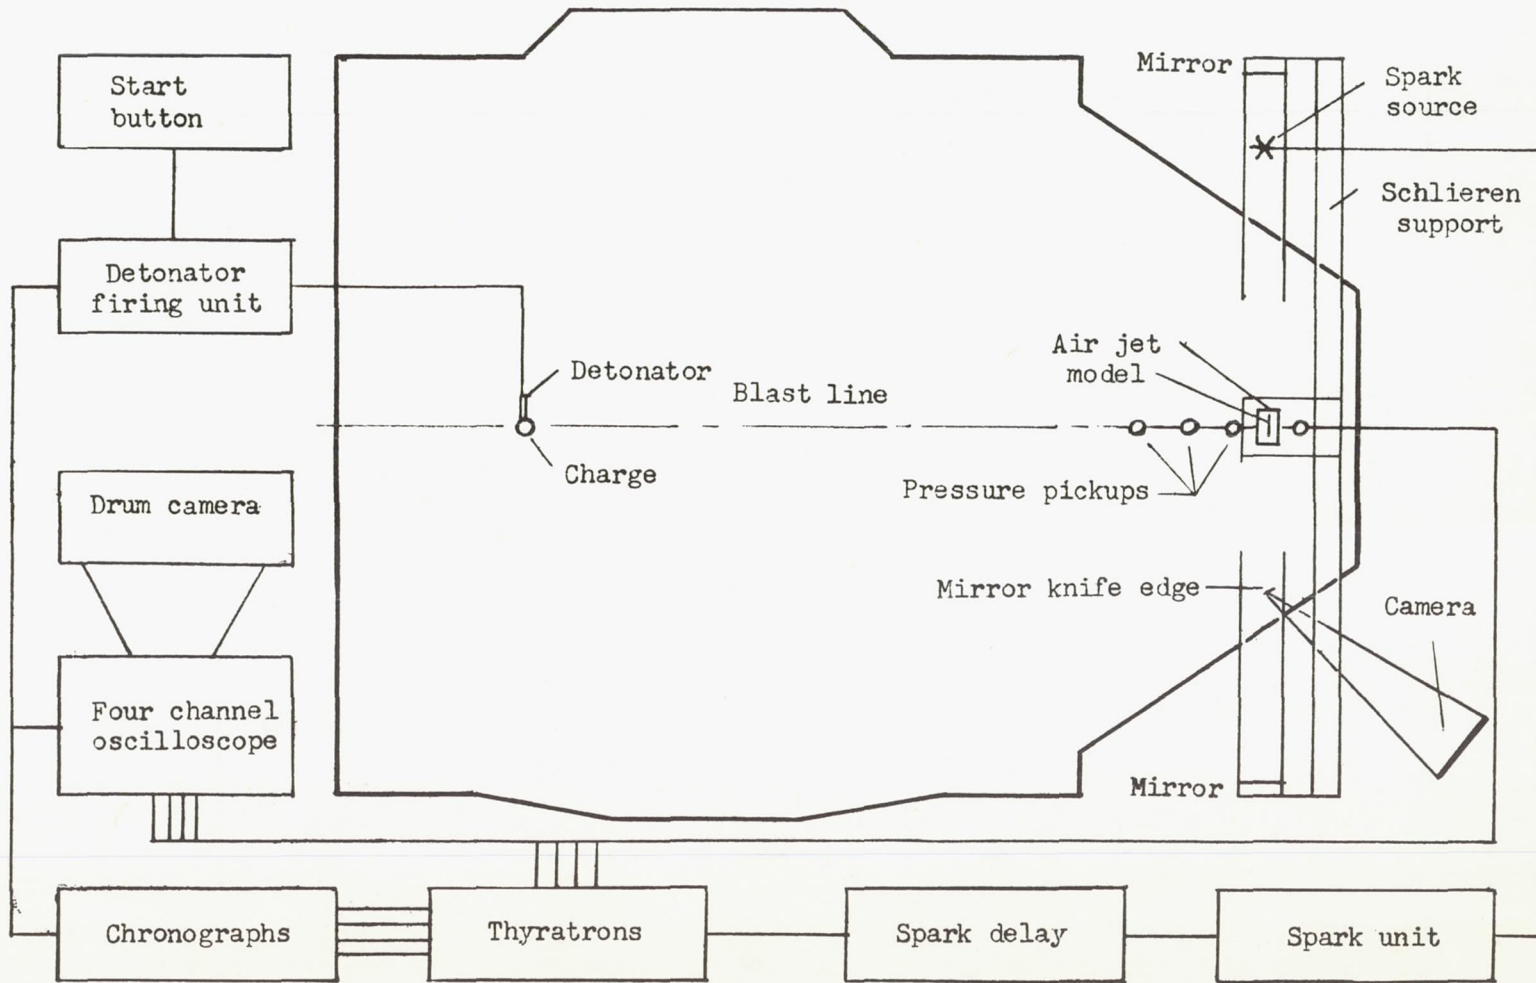 Start
button
Mirror
Spark
source
Schlieren
support
Detonator
firing unit
Air jet
model
Detonator
Blast line
Charge
Pressure pickups
Drum camera
Mirror knife edge
Camera
Four channel
oscilloscope
Mirror
Chronographs
Thyratrons
Spark delay
Spark unit